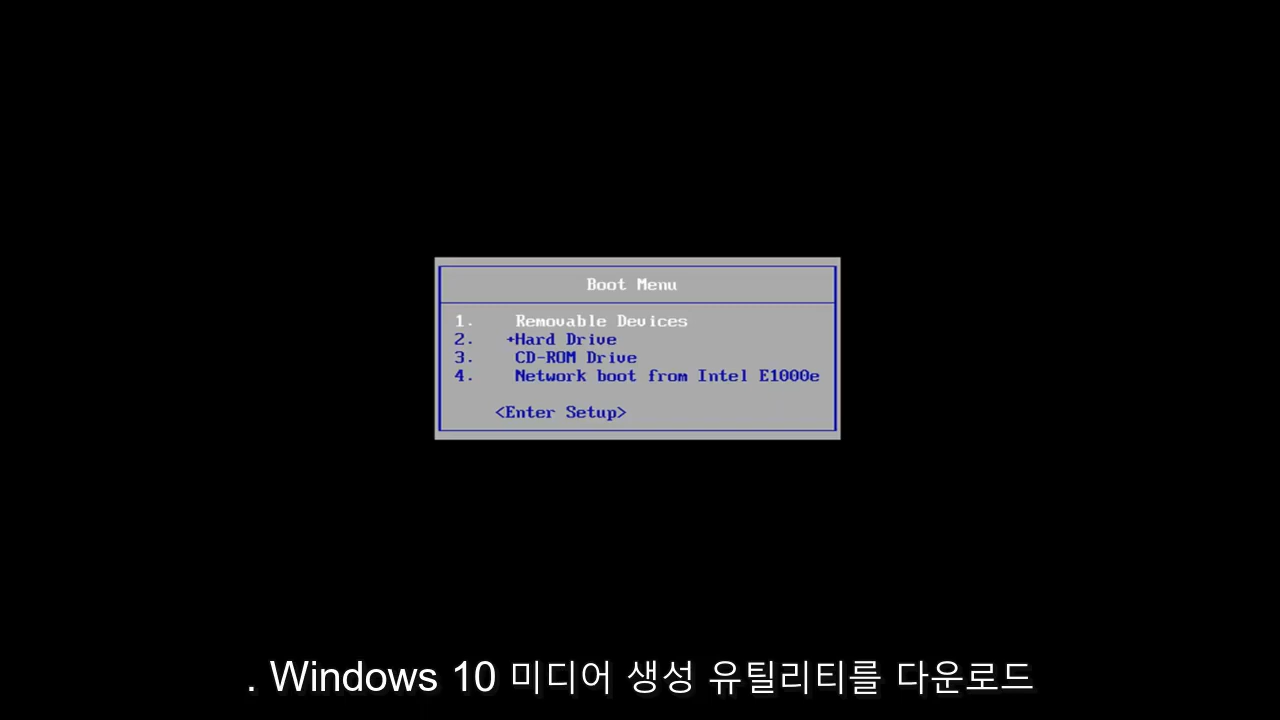 Boot Menu
1. Removable Devices
2. +Hard Drive
3. CD-ROM Drive
4. Network boot from Intel E1000e
<Enter Setup>
. Windows 10 미디어 생성 유틸리티를 다운로드